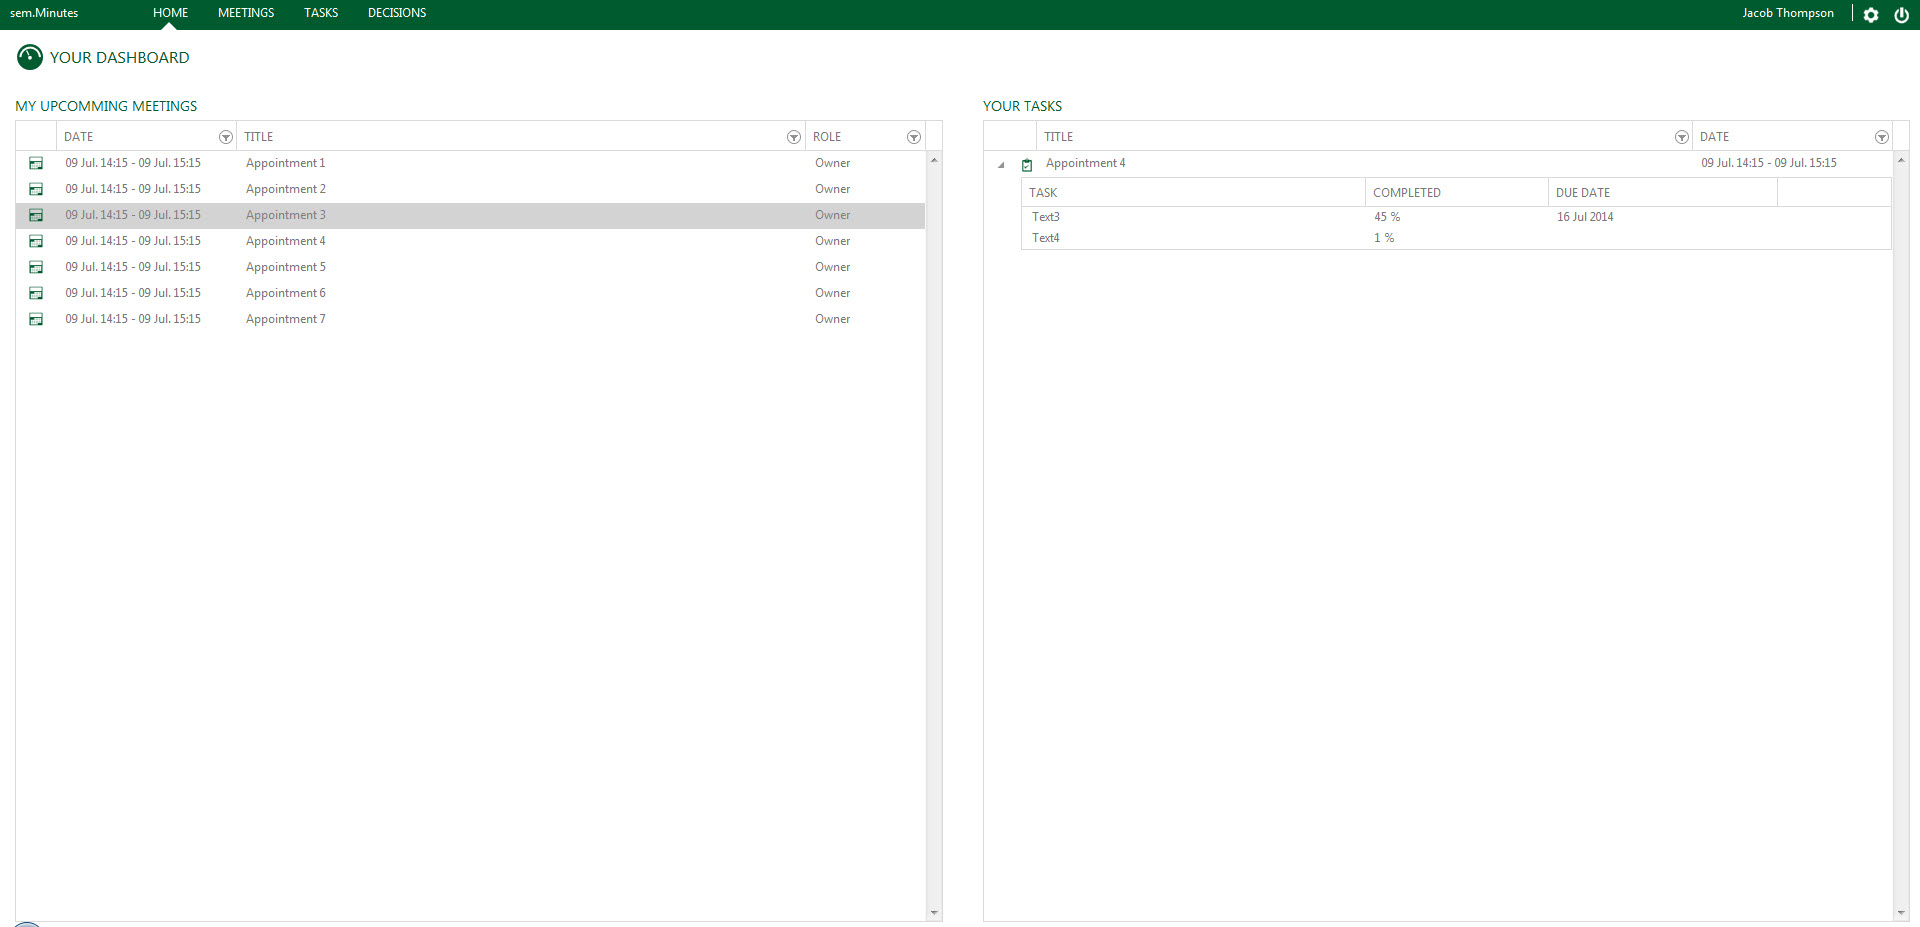 sem.Minutes HOME MEETINGS TASKS DECISIONS Jacob Thompson
YOUR DASHBOARD
MY UPCOMMING MEETINGS
DATE TITLE ROLE
09 Jul. 14:15 - 09 Jul. 15:15 Appointment 1 Owner
09 Jul. 14:15 - 09 Jul. 15:15 Appointment 2 Owner
09 Jul. 14:15 - 09 Jul. 15:15 Appointment 3 Owner
09 Jul. 14:15 - 09 Jul. 15:15 Appointment 4 Owner
09 Jul. 14:15 - 09 Jul. 15:15 Appointment 5 Owner
09 Jul. 14:15 - 09 Jul. 15:15 Appointment 6 Owner
09 Jul. 14:15 - 09 Jul. 15:15 Appointment 7 Owner
YOUR TASKS
TITLE DATE
Appointment 4 09 Jul. 14:15 - 09 Jul. 15:15
TASK COMPLETED DUE DATE
Text3 45 % 16 Jul 2014
Text4 1 %